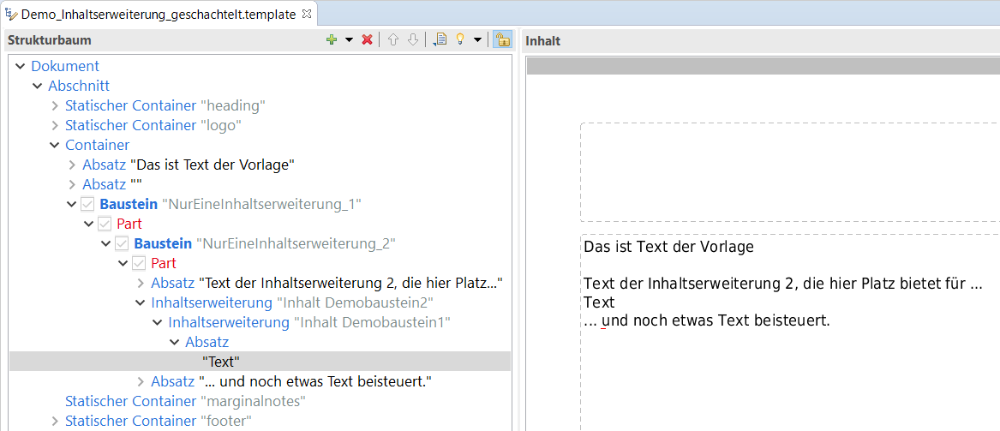 Demo_Inhaltserweiterung_geschachtelt.template
Strukturbaum
Dokument
Abschnitt
Statischer Container "heading"
Statischer Container "logo"
Container
Absatz "Das ist Text der Vorlage"
Absatz ""
Baustein "NurEineInhaltserweiterung_1"
Part
Baustein "NurEineInhaltserweiterung_2"
Part
Absatz "Text der Inhaltserweiterung 2, die hier Platz..."
Inhaltserweiterung "Inhalt Demobaustein2"
Inhaltserweiterung "Inhalt Demobaustein1"
Absatz
"Text"
Absatz "... und noch etwas Text beisteuert."
Statischer Container "marginalnotes"
Statischer Container "footer"
Inhalt
Das ist Text der Vorlage
Text der Inhaltserweiterung 2, die hier Platz bietet für ...
Text
... und noch etwas Text beisteuert.